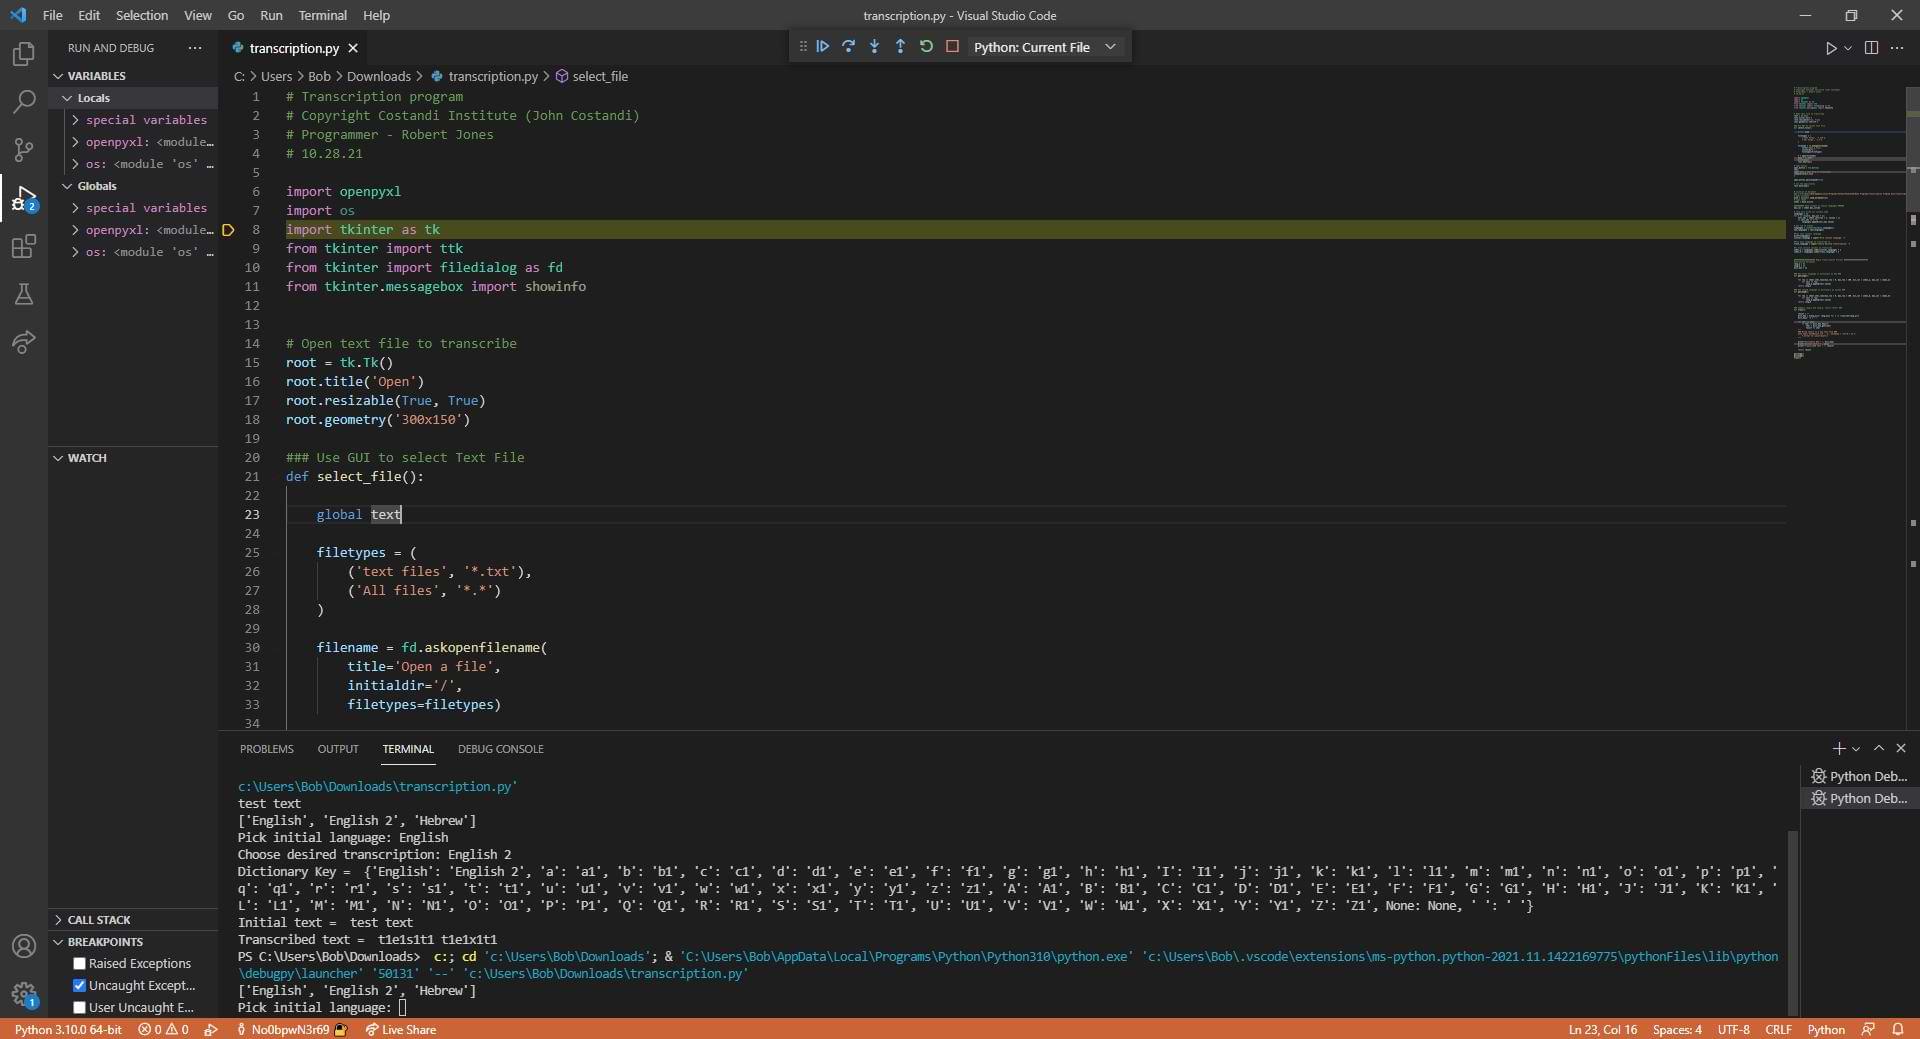 File Edit Selection View Go Run Terminal Help
transcription.py - Visual Studio Code
RUN AND DEBUG ...
transcription.py
Python: Current File
VARIABLES
C: > Users > Bob > Downloads > transcription.py > select_file
Locals
special variables
openpyxl: <module...
os: <module 'os' ...
Globals
special variables
openpyxl: <module...
os: <module 'os' ...
WATCH
CALL STACK
BREAKPOINTS
Raised Exceptions
Uncaught Except...
User Uncaught E...
2
1
1 # Transcription program
2 # Copyright Costandi Institute (John Costandi)
3 # Programmer - Robert Jones
4 # 10.28.21
5
6 import openpyxl
7 import os
8 import tkinter as tk
9 from tkinter import ttk
10 from tkinter import filedialog as fd
11 from tkinter.messagebox import showinfo
12
13
14 # Open text file to transcribe
15 root = tk.Tk()
16 root.title('Open')
17 root.resizable(True, True)
18 root.geometry('300x150')
19
20 ### Use GUI to select Text File
21 def select_file():
22
23 global text
24
25 filetypes = (
26 ('text files', '*.txt'),
27 ('All files', '*.*')
28 )
29
30 filename = fd.askopenfilename(
31 title='Open a file',
32 initialdir='/',
33 filetypes=filetypes)
34
PROBLEMS OUTPUT TERMINAL DEBUG CONSOLE
Python Deb...
Python Deb...
c:\Users\Bob\Downloads\transcription.py'
test text
['English', 'English 2', 'Hebrew']
Pick initial language: English
Choose desired transcription: English 2
Dictionary Key =  {'English': 'English 2', 'a': 'a1', 'b': 'b1', 'c': 'c1', 'd': 'd1', 'e': 'e1', 'f': 'f1', 'g': 'g1', 'h': 'h1', 'I': 'I1', 'j': 'j1', 'k': 'k1', 'l': 'l1', 'm': 'm1', 'n': 'n1', 'o': 'o1', 'p': 'p1', '
q': 'q1', 'r': 'r1', 's': 's1', 't': 't1', 'u': 'u1', 'v': 'v1', 'w': 'w1', 'x': 'x1', 'y': 'y1', 'z': 'z1', 'A': 'A1', 'B': 'B1', 'C': 'C1', 'D': 'D1', 'E': 'E1', 'F': 'F1', 'G': 'G1', 'H': 'H1', 'J': 'J1', 'K': 'K1', '
L': 'L1', 'M': 'M1', 'N': 'N1', 'O': 'O1', 'P': 'P1', 'Q': 'Q1', 'R': 'R1', 'S': 'S1', 'T': 'T1', 'U': 'U1', 'V': 'V1', 'W': 'W1', 'X': 'X1', 'Y': 'Y1', 'Z': 'Z1', None: None, ' ': ' '}
Initial text =  test text
Transcribed text =  t1e1s1t1 t1e1x1t1
PS C:\Users\Bob\Downloads>  c:; cd 'c:\Users\Bob\Downloads'; & 'C:\Users\Bob\AppData\Local\Programs\Python\Python310\python.exe' 'c:\Users\Bob\.vscode\extensions\ms-python.python-2021.11.1422169775\pythonFiles\lib\python
\debugpy\launcher' '50131' '--' 'c:\Users\Bob\Downloads\transcription.py'
['English', 'English 2', 'Hebrew']
Pick initial language:
Python 3.10.0 64-bit 0 0 No0bpwN3r69 Live Share Ln 23, Col 16 Spaces: 4 UTF-8 CRLF Python